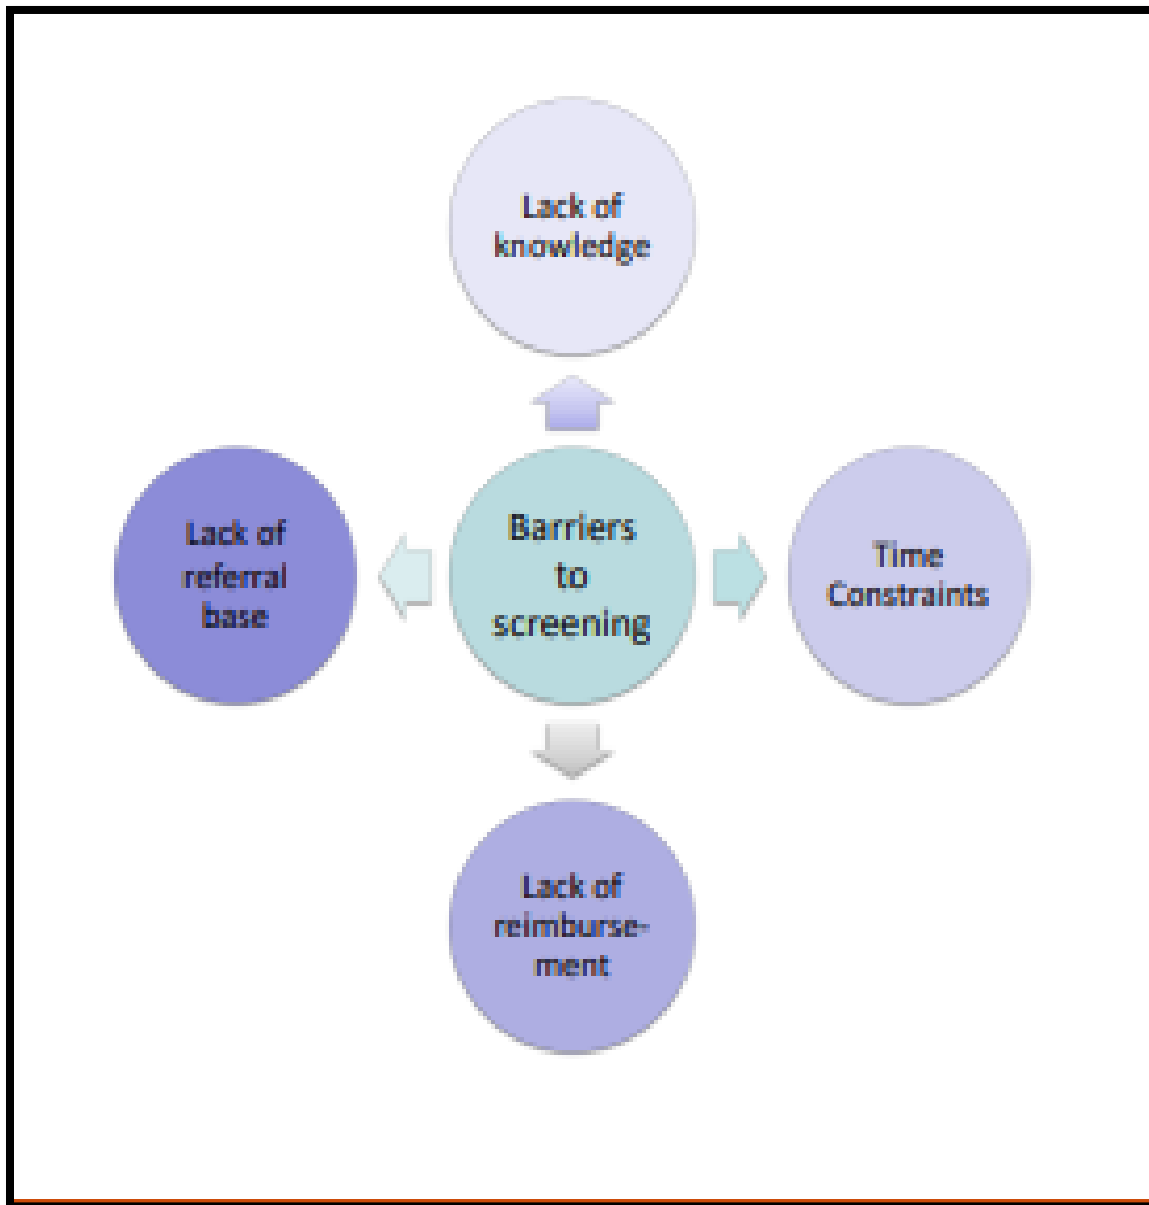 Lack of
knowledge
Lack of
referral
base
Barriers
to
screening
Time
Constraints
Lack of
reimburse-
ment